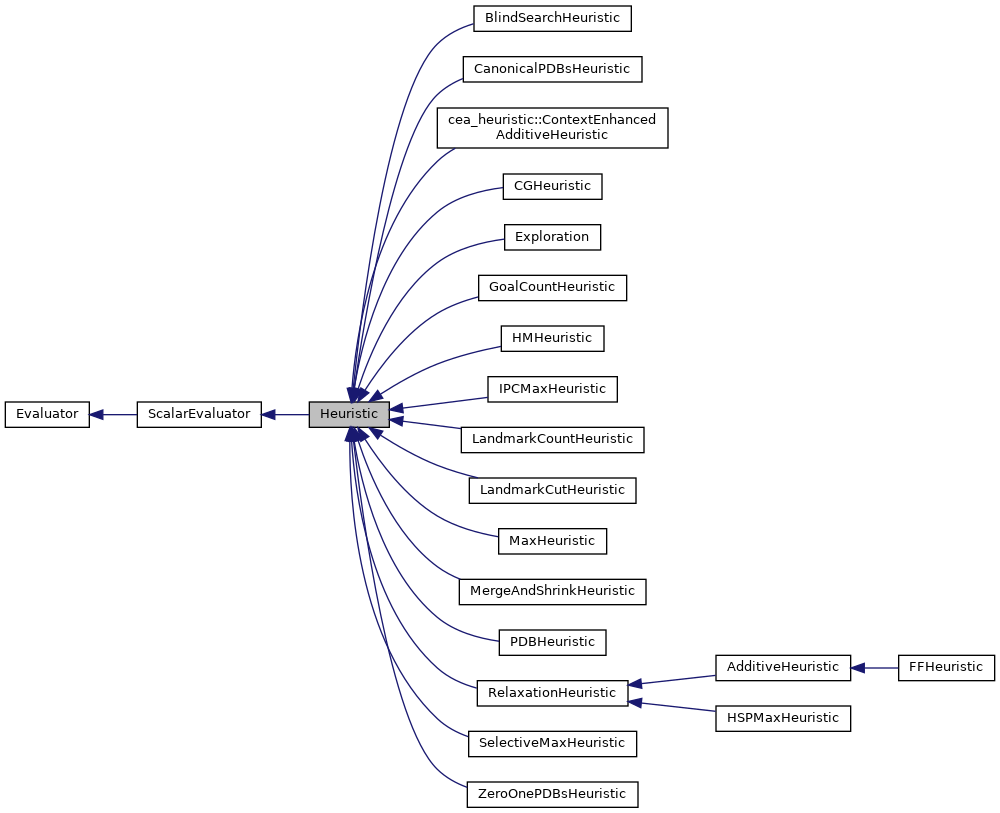 BlindSearchHeuristic
CanonicalPDBsHeuristic
cea_heuristic::ContextEnhanced
AdditiveHeuristic
CGHeuristic
Exploration
GoalCountHeuristic
HMHeuristic
IPCMaxHeuristic
Evaluator
ScalarEvaluator
Heuristic
LandmarkCountHeuristic
LandmarkCutHeuristic
MaxHeuristic
MergeAndShrinkHeuristic
PDBHeuristic
RelaxationHeuristic
AdditiveHeuristic
FFHeuristic
HSPMaxHeuristic
SelectiveMaxHeuristic
ZeroOnePDBsHeuristic